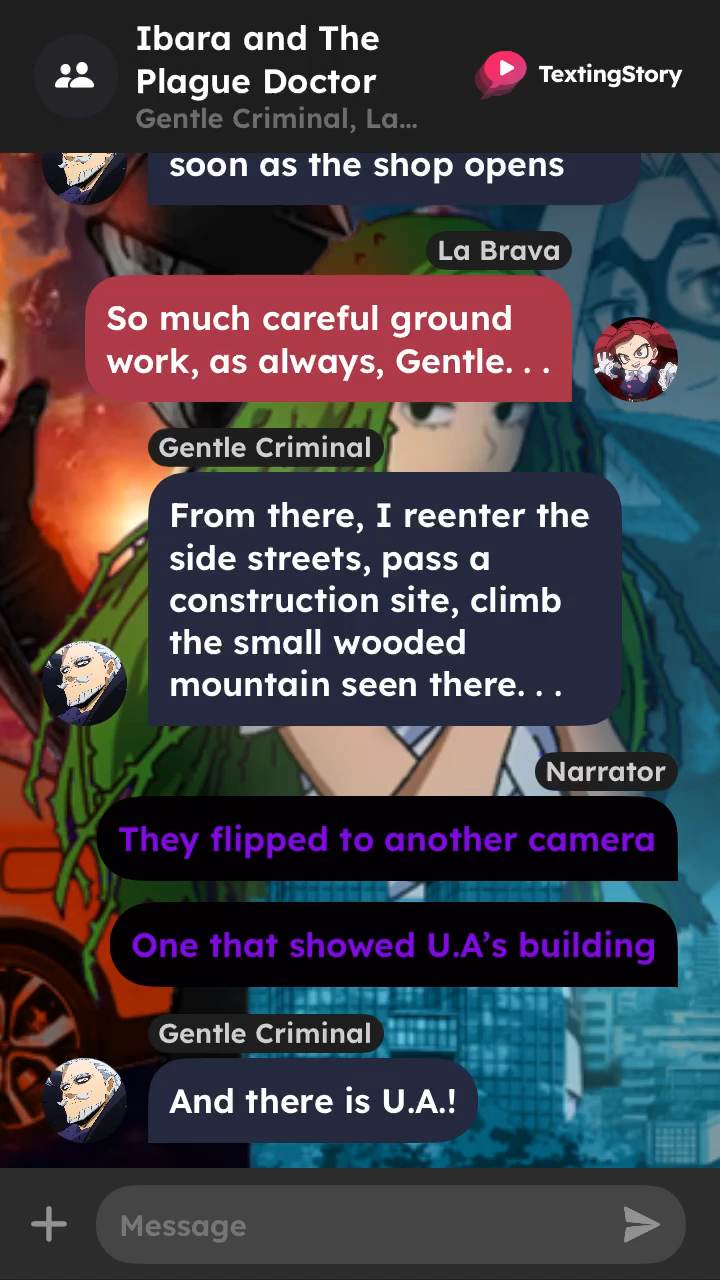 Ibara and The
Plague Doctor
Gentle Criminal, La...
TextingStory
soon as the shop opens
La Brava
So much careful ground
work, as always, Gentle. . .
Gentle Criminal
From there, I reenter the
side streets, pass a
construction site, climb
the small wooded
mountain seen there. . .
Narrator
They flipped to another camera
One that showed U.A’s building
Gentle Criminal
And there is U.A.!
Message